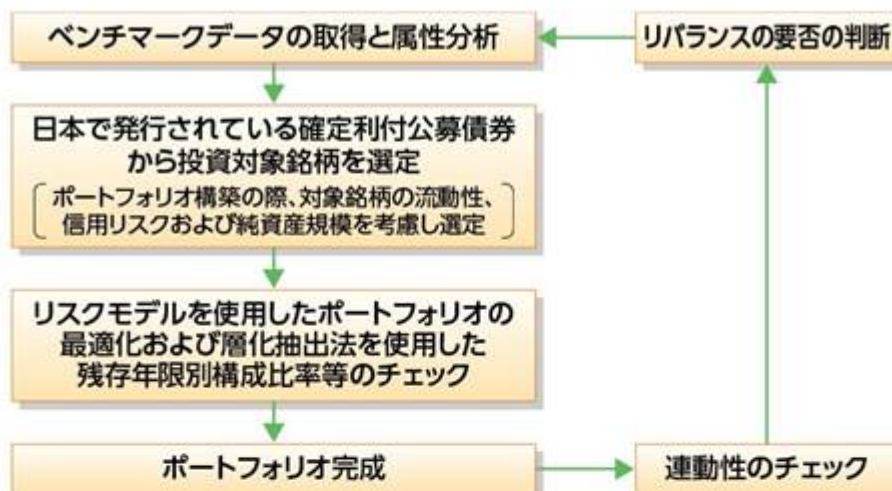 ベンチマークデータの取得と属性分析
リバランスの要否の判断
日本で発行されている確定利付公募債券
から投資対象銘柄を選定
ポートフォリオ構築の際、対象銘柄の流動性、
信用リスクおよび純資産規模を考慮し選定
リスクモデルを使用したポートフォリオの
最適化および層化抽出法を使用した
残存年限別構成比率等のチェック
ポートフォリオ完成
連動性のチェック